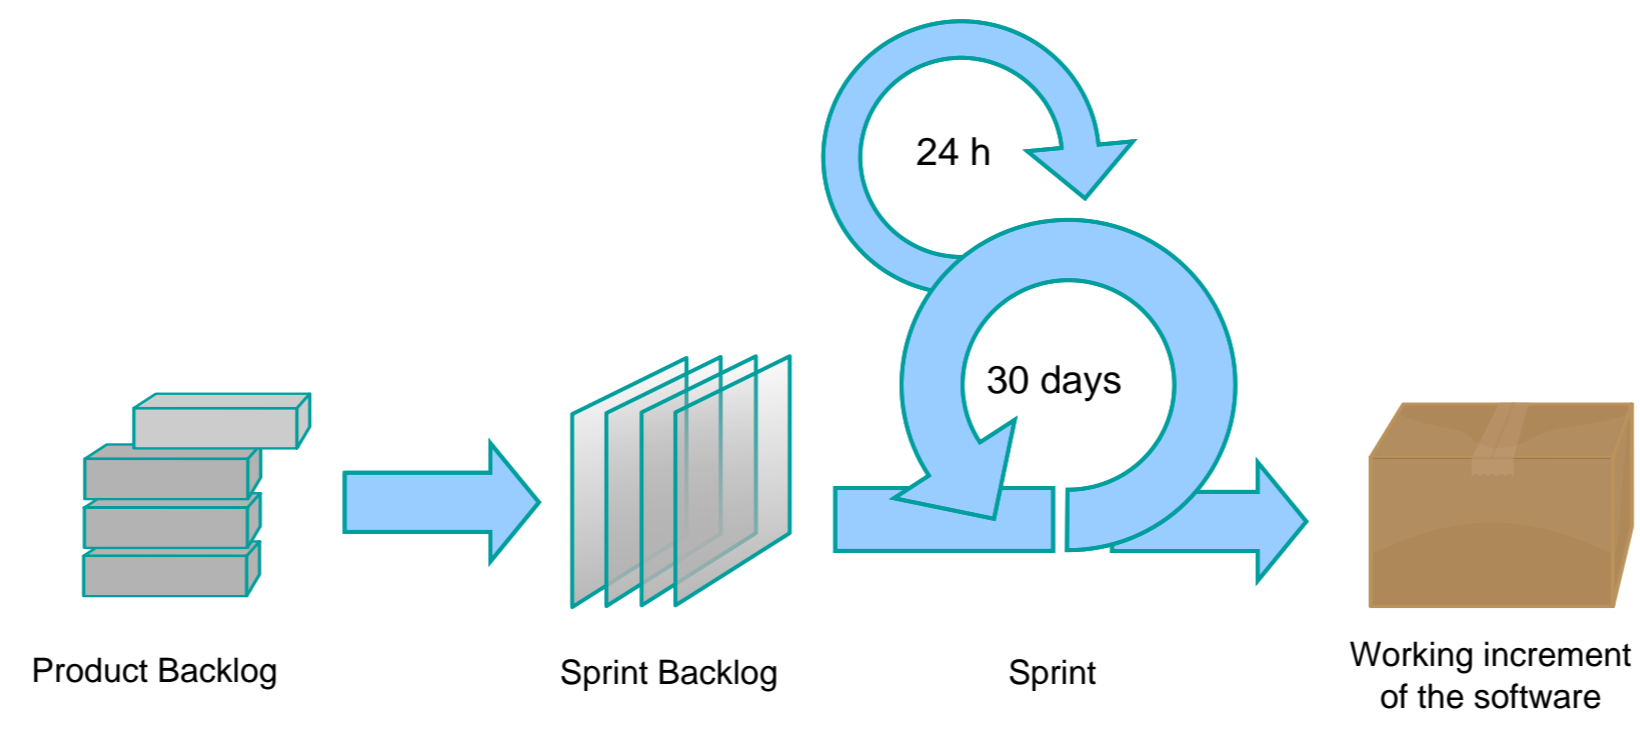 24 h
30 days
Product Backlog
Sprint Backlog
Sprint
Working increment
of the software